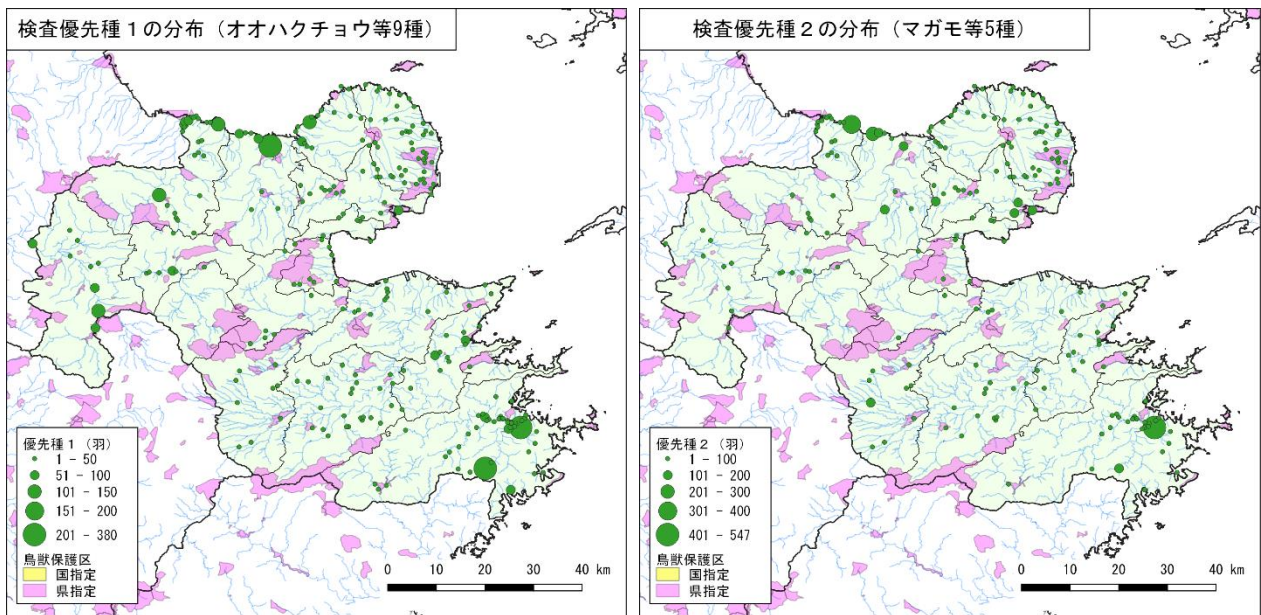 検査優先種１の分布（オオハクチョウ等9種）
優先種１（羽）
1 - 50
51 - 100
101 - 150
151 - 200
201 - 380
鳥獣保護区
国指定
県指定
0 10 20 30 40 km
検査優先種２の分布（マガモ等5種）
優先種２（羽）
1 - 100
101 - 200
201 - 300
301 - 400
401 - 547
鳥獣保護区
国指定
県指定
0 10 20 30 40 km